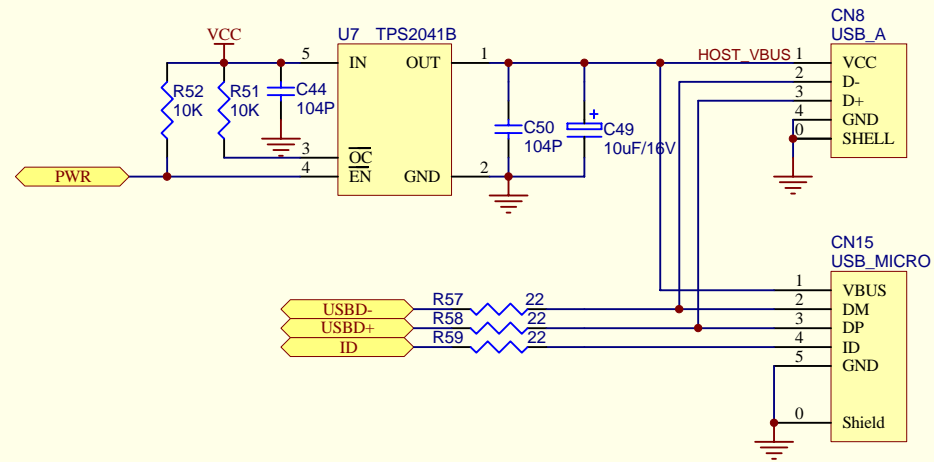 CN8
USB_A
U7 TPS2041B
VCC
5 IN OUT 1
HOST_VBUS 1 VCC
2 D-
3 D+
4 GND
0 SHELL
R52
10K
R51
10K
C44
104P
C50
104P
C49
10uF/16V
+
3 OC
4 EN GND 2
PWR
CN15
USB_MICRO
1 VBUS
USBD- R57 22 2 DM
USBD+ R58 22 3 DP
ID R59 22 4 ID
5 GND
0 Shield